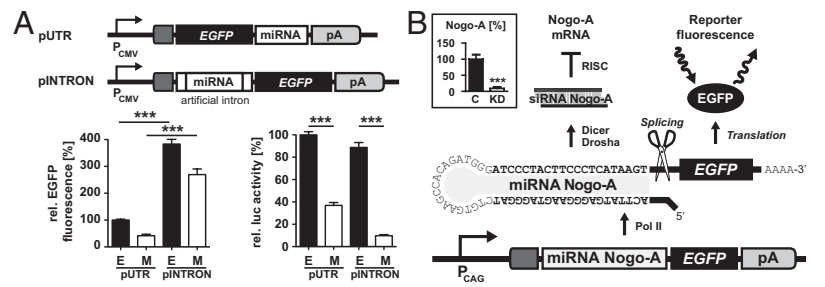 A
pUTR
P CMV
EGFP
miRNA
pA
pINTRON
P CMV
miRNA
EGFP
pA
artificial intron
rel. EGFP
fluorescence [%]
400
300
200
100
0
***
***
E M E M
pUTR pINTRON
rel. luc activity [%]
100
80
60
40
20
0
*** ***
E M E M
pUTR pINTRON
B
Nogo-A [%]
150
100
50
0
***
C KD
Nogo-A
mRNA
RISC
siRNA Nogo-A
Dicer
Drosha
Reporter
fluorescence
EGFP
Splicing
Translation
GATCCCTACTTCCCTCATAAGT
EGFP
AAAA-3'
miRNA Nogo-A
5'
Pol II
P CAG
miRNA Nogo-A
EGFP
pA